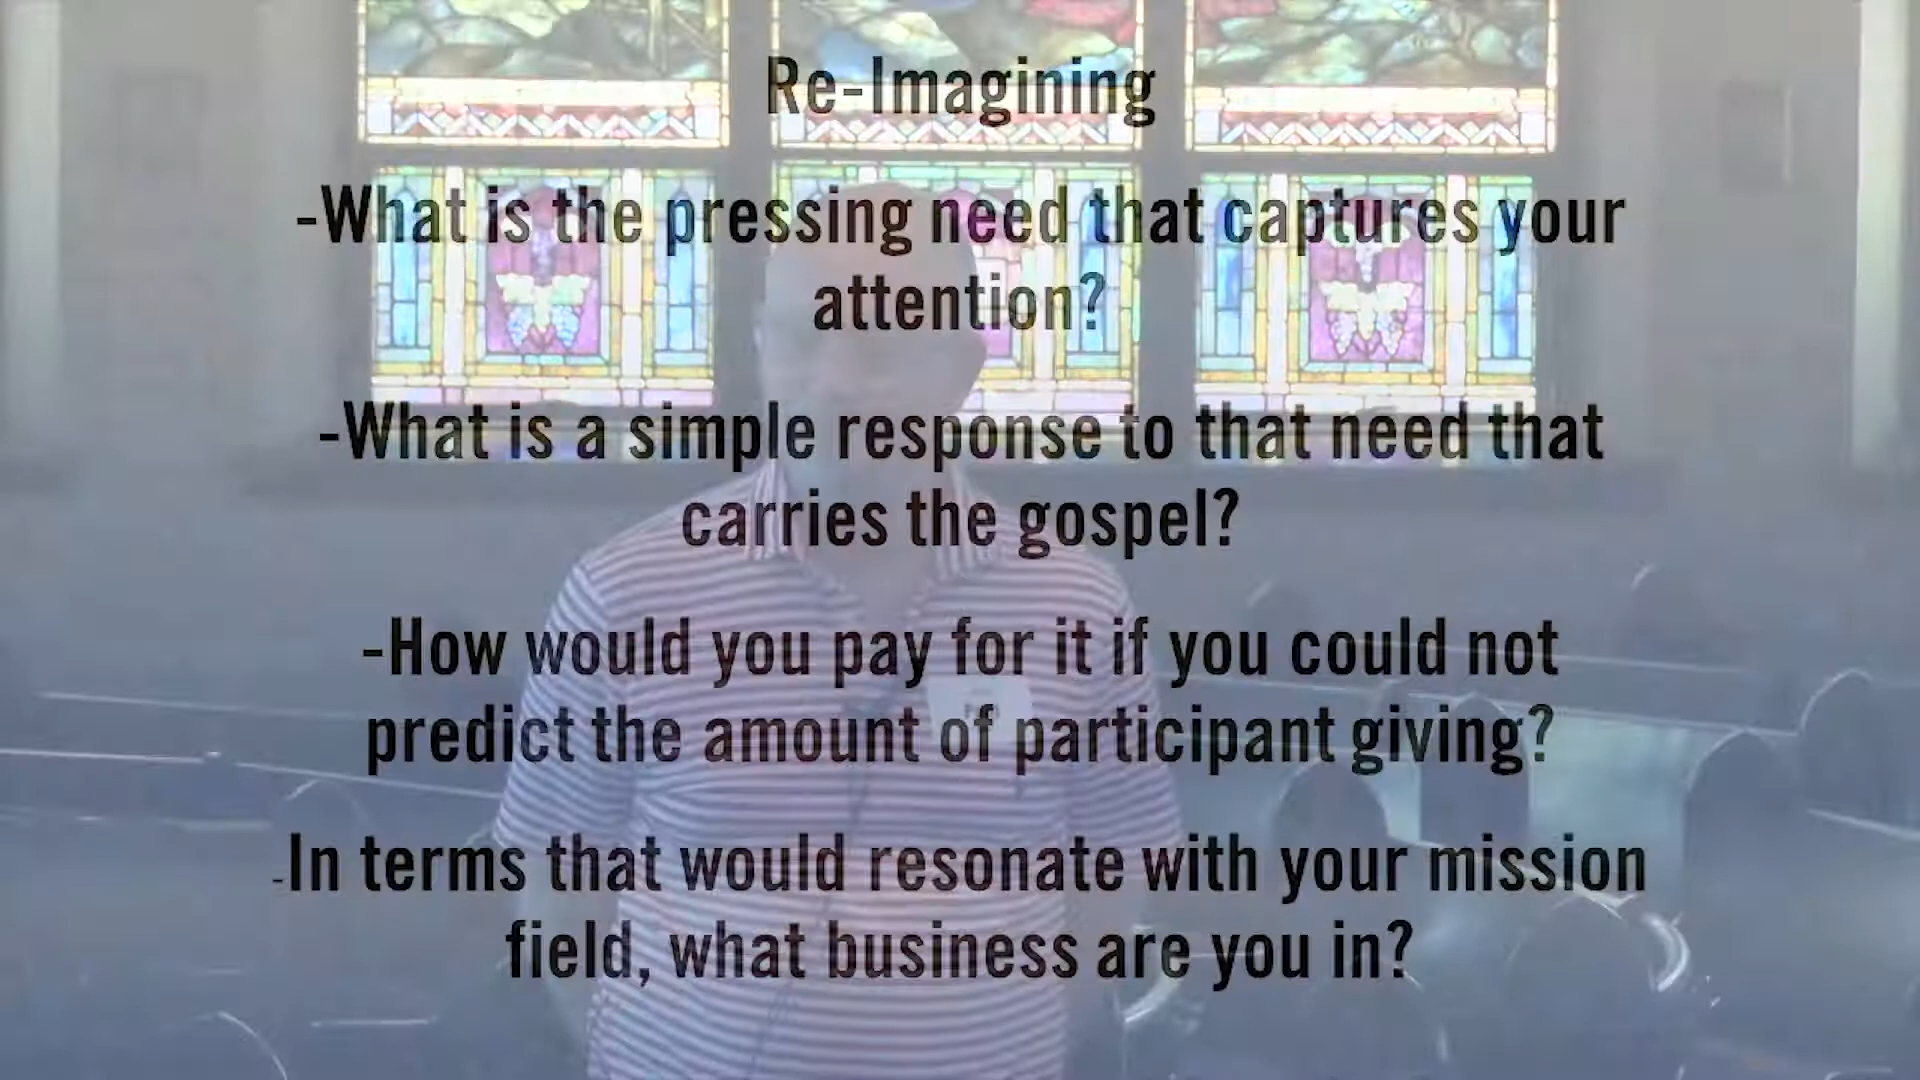 Re-Imagining
-What is the pressing need that captures your
attention?
-What is a simple response to that need that
carries the gospel?
-How would you pay for it if you could not
predict the amount of participant giving?
-In terms that would resonate with your mission
field, what business are you in?